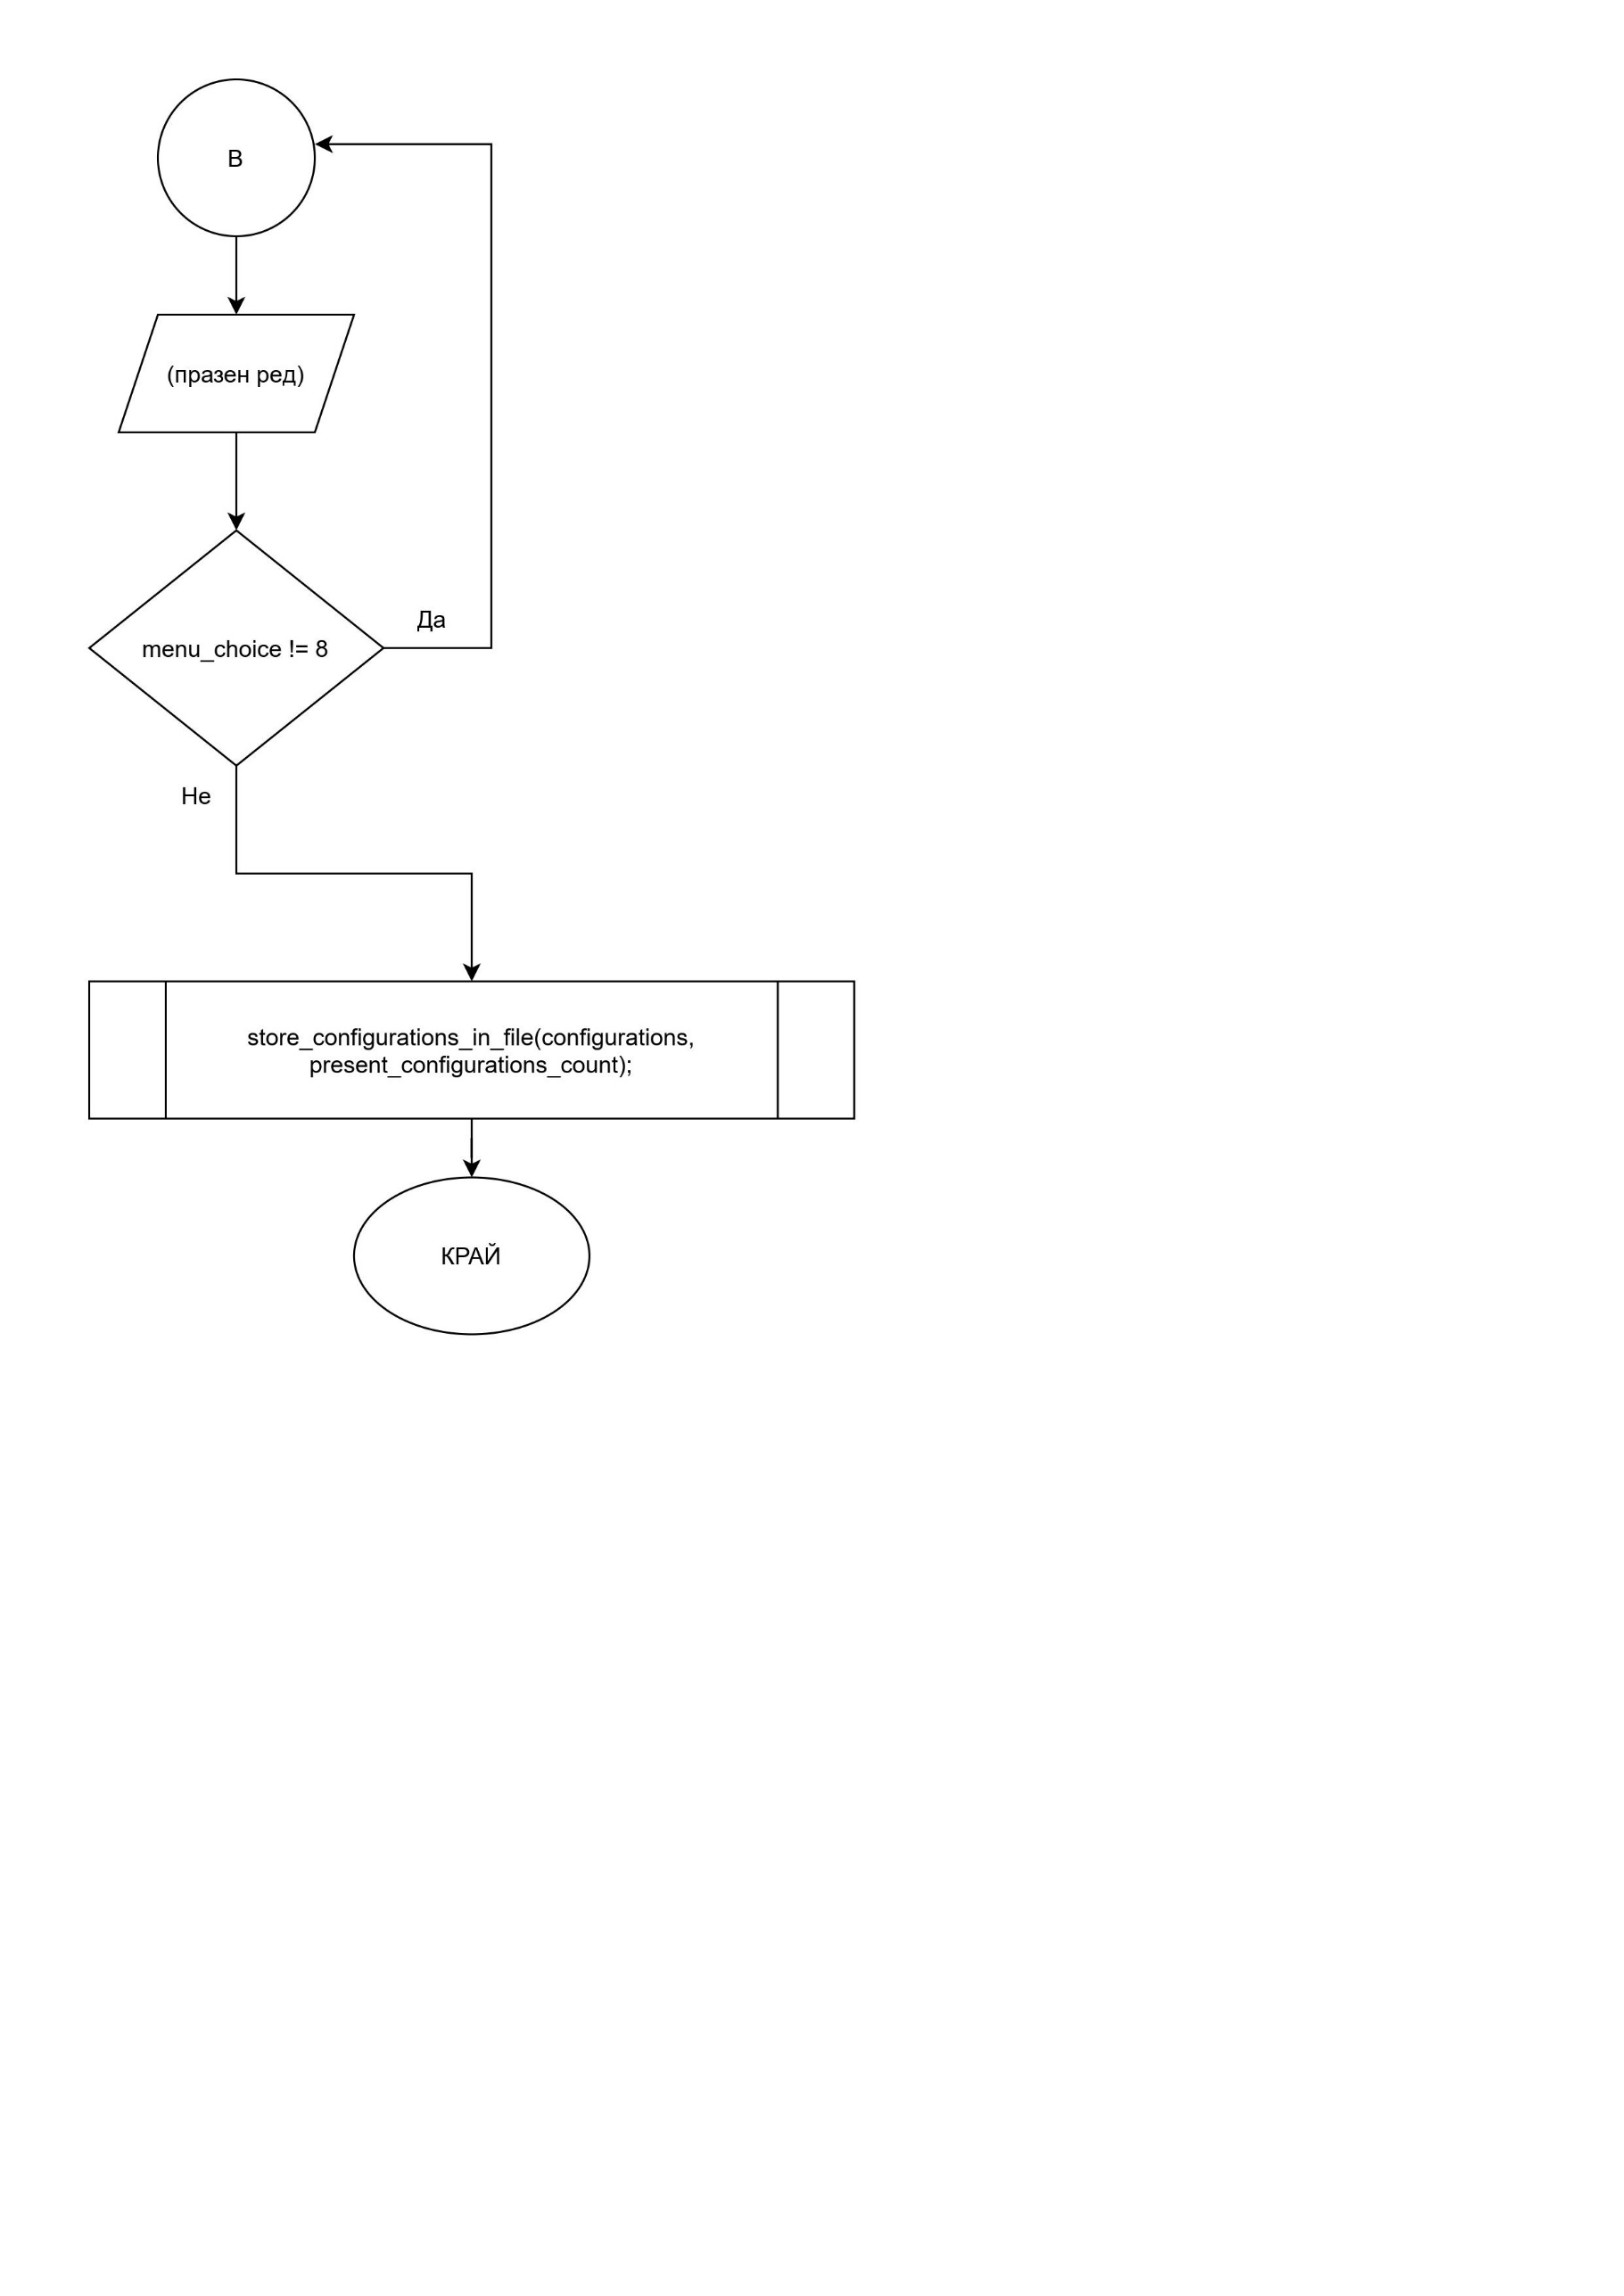 В
(празен ред)
Да
menu_choice != 8
Не
store_configurations_in_file(configurations,
present_configurations_count);
КРАЙ